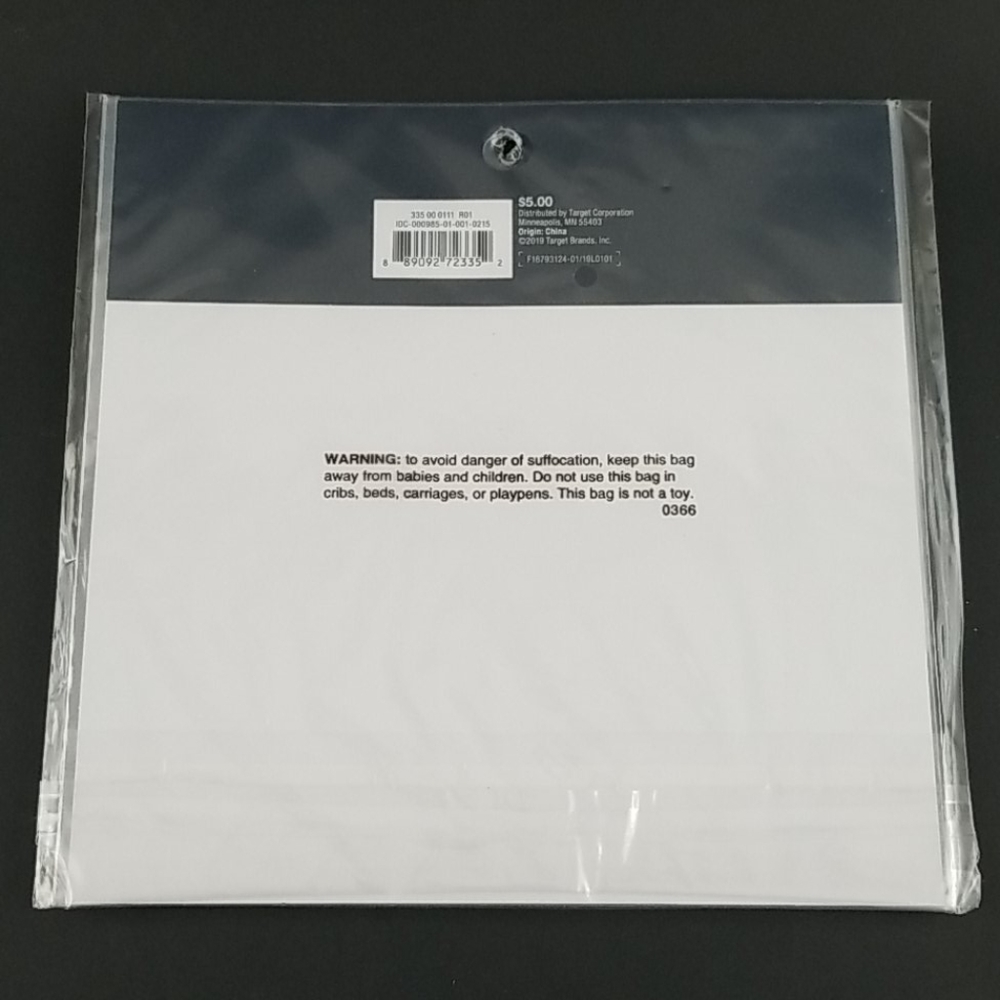 335 00 0111 R01
IDC-000985-01-001-0215
8 89092 72335 2
$5.00
Distributed by Target Corporation
Minneapolis, MN 55403
Origin: China
©2019 Target Brands, Inc.
F16793124-01/19L0101
WARNING: to avoid danger of suffocation, keep this bag
away from babies and children. Do not use this bag in
cribs, beds, carriages, or playpens. This bag is not a toy.
0366